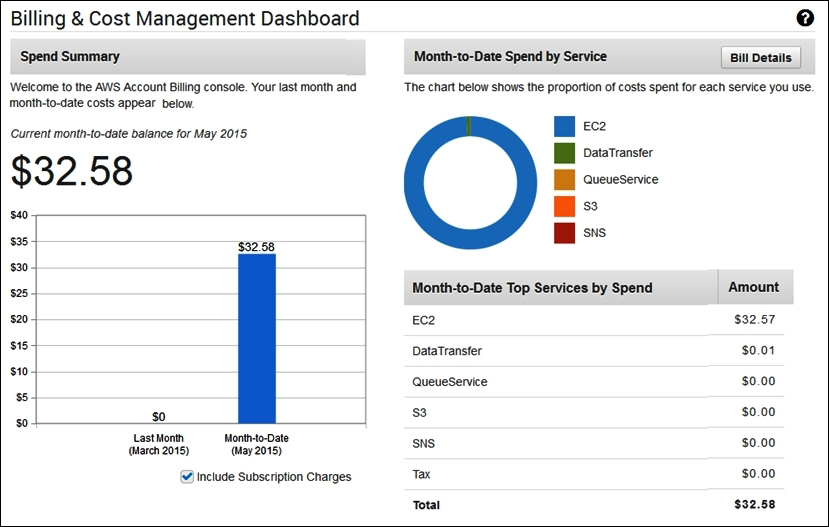 Billing & Cost Management Dashboard
?
Spend Summary
Welcome to the AWS Account Billing console. Your last month and
month-to-date costs appear below.
Current month-to-date balance for May 2015
$32.58
$40
$35
$30
$25
$20
$15
$10
$5
$0
$32.58
$0
Last Month
(March 2015)
Month-to-Date
(May 2015)
Include Subscription Charges
Month-to-Date Spend by Service
Bill Details
The chart below shows the proportion of costs spent for each service you use.
EC2
DataTransfer
QueueService
S3
SNS
Month-to-Date Top Services by Spend Amount
EC2 $32.57
DataTransfer $0.01
QueueService $0.00
S3 $0.00
SNS $0.00
Tax $0.00
Total $32.58